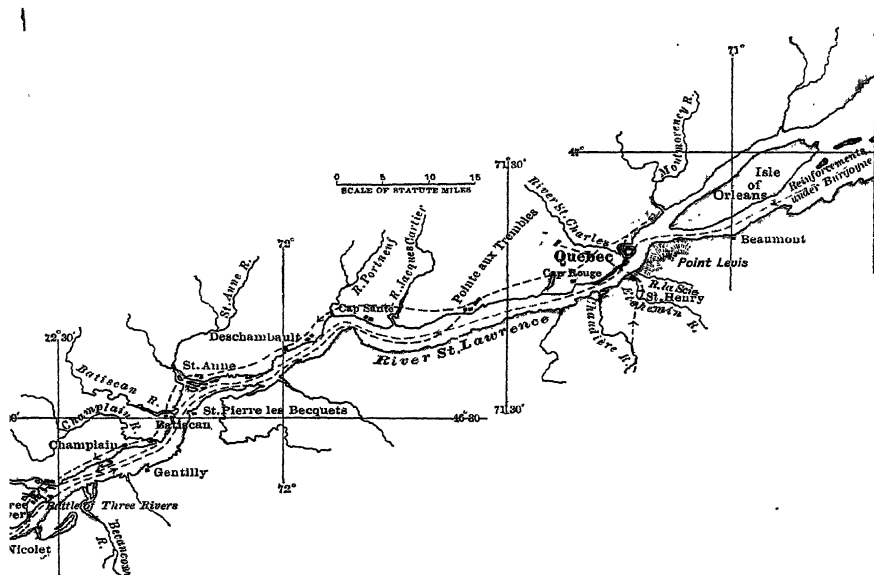 71°
47°
Montmorency R.
Isle
of
Orleans
Reinforcements
under Burgoyne
71°30'
0 5 10 15
SCALE OF STATUTE MILES
River St. Charles
Quebec
Beaumont
Point Levis
Cap Rouge
R. la Scie
St. Henry
Etchemin R.
Chaudière R.
Pointe aux Trembles
R. Jacques Cartier
R. Portneuf
72°
St. Anne R.
Cap Santé
Deschambault
River St. Lawrence
72°30'
St. Anne
Batiscan R.
71°30'
46°30'
St. Pierre les Becquets
Champlain R.
Batiscan
Champlain
Gentilly
72°
Battle of Three Rivers
Becancour R.
Nicolet